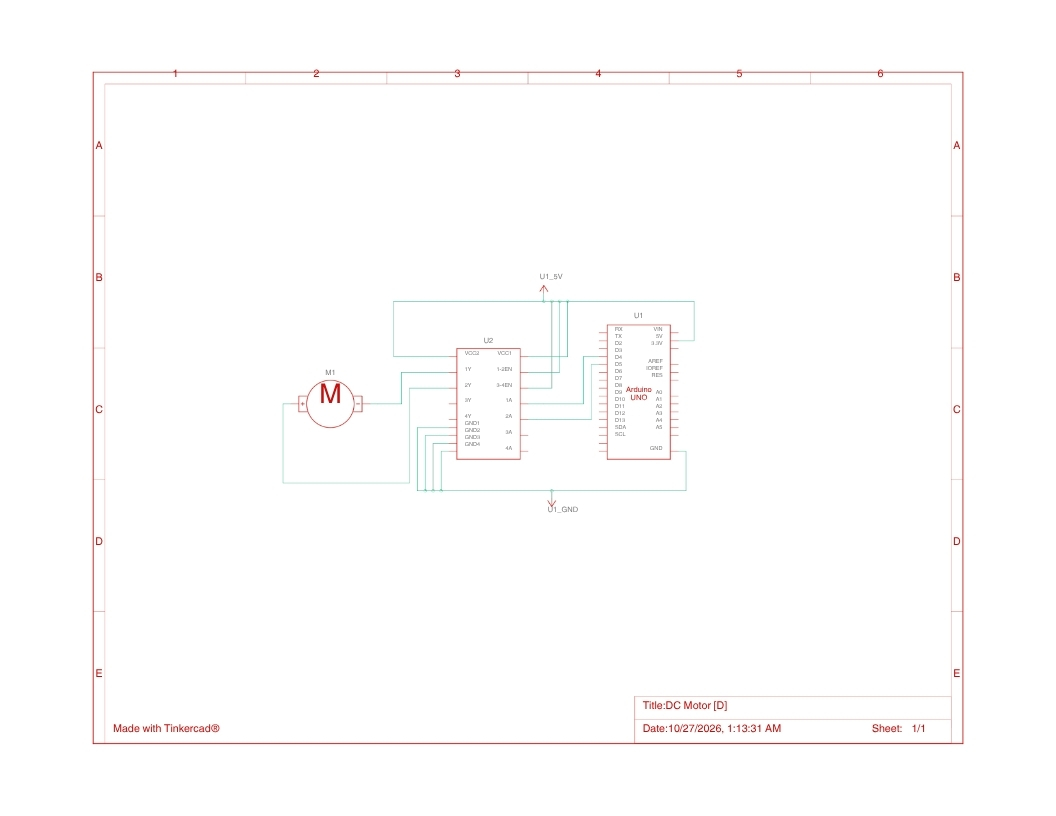 1 2 3 4 5 6
A A
B B
U1_5V
U1
U2
M1
M
+ -
VCC2 VCC1
1Y 1-2EN
2Y 3-4EN
3Y 1A
4Y 2A
GND1
GND2 3A
GND3
GND4 4A
RX VIN
TX 5V
D2 3.3V
D3
D4
D5 AREF
D6 IOREF
D7 RES
D8
D9 A0
D10 A1
D11 A2
D12 A3
D13 A4
SDA A5
SCL
GND
Arduino
UNO
C C
U1_GND
D D
E E
Title:DC Motor [D]
Made with Tinkercad®
Date:10/27/2026, 1:13:31 AM Sheet: 1/1